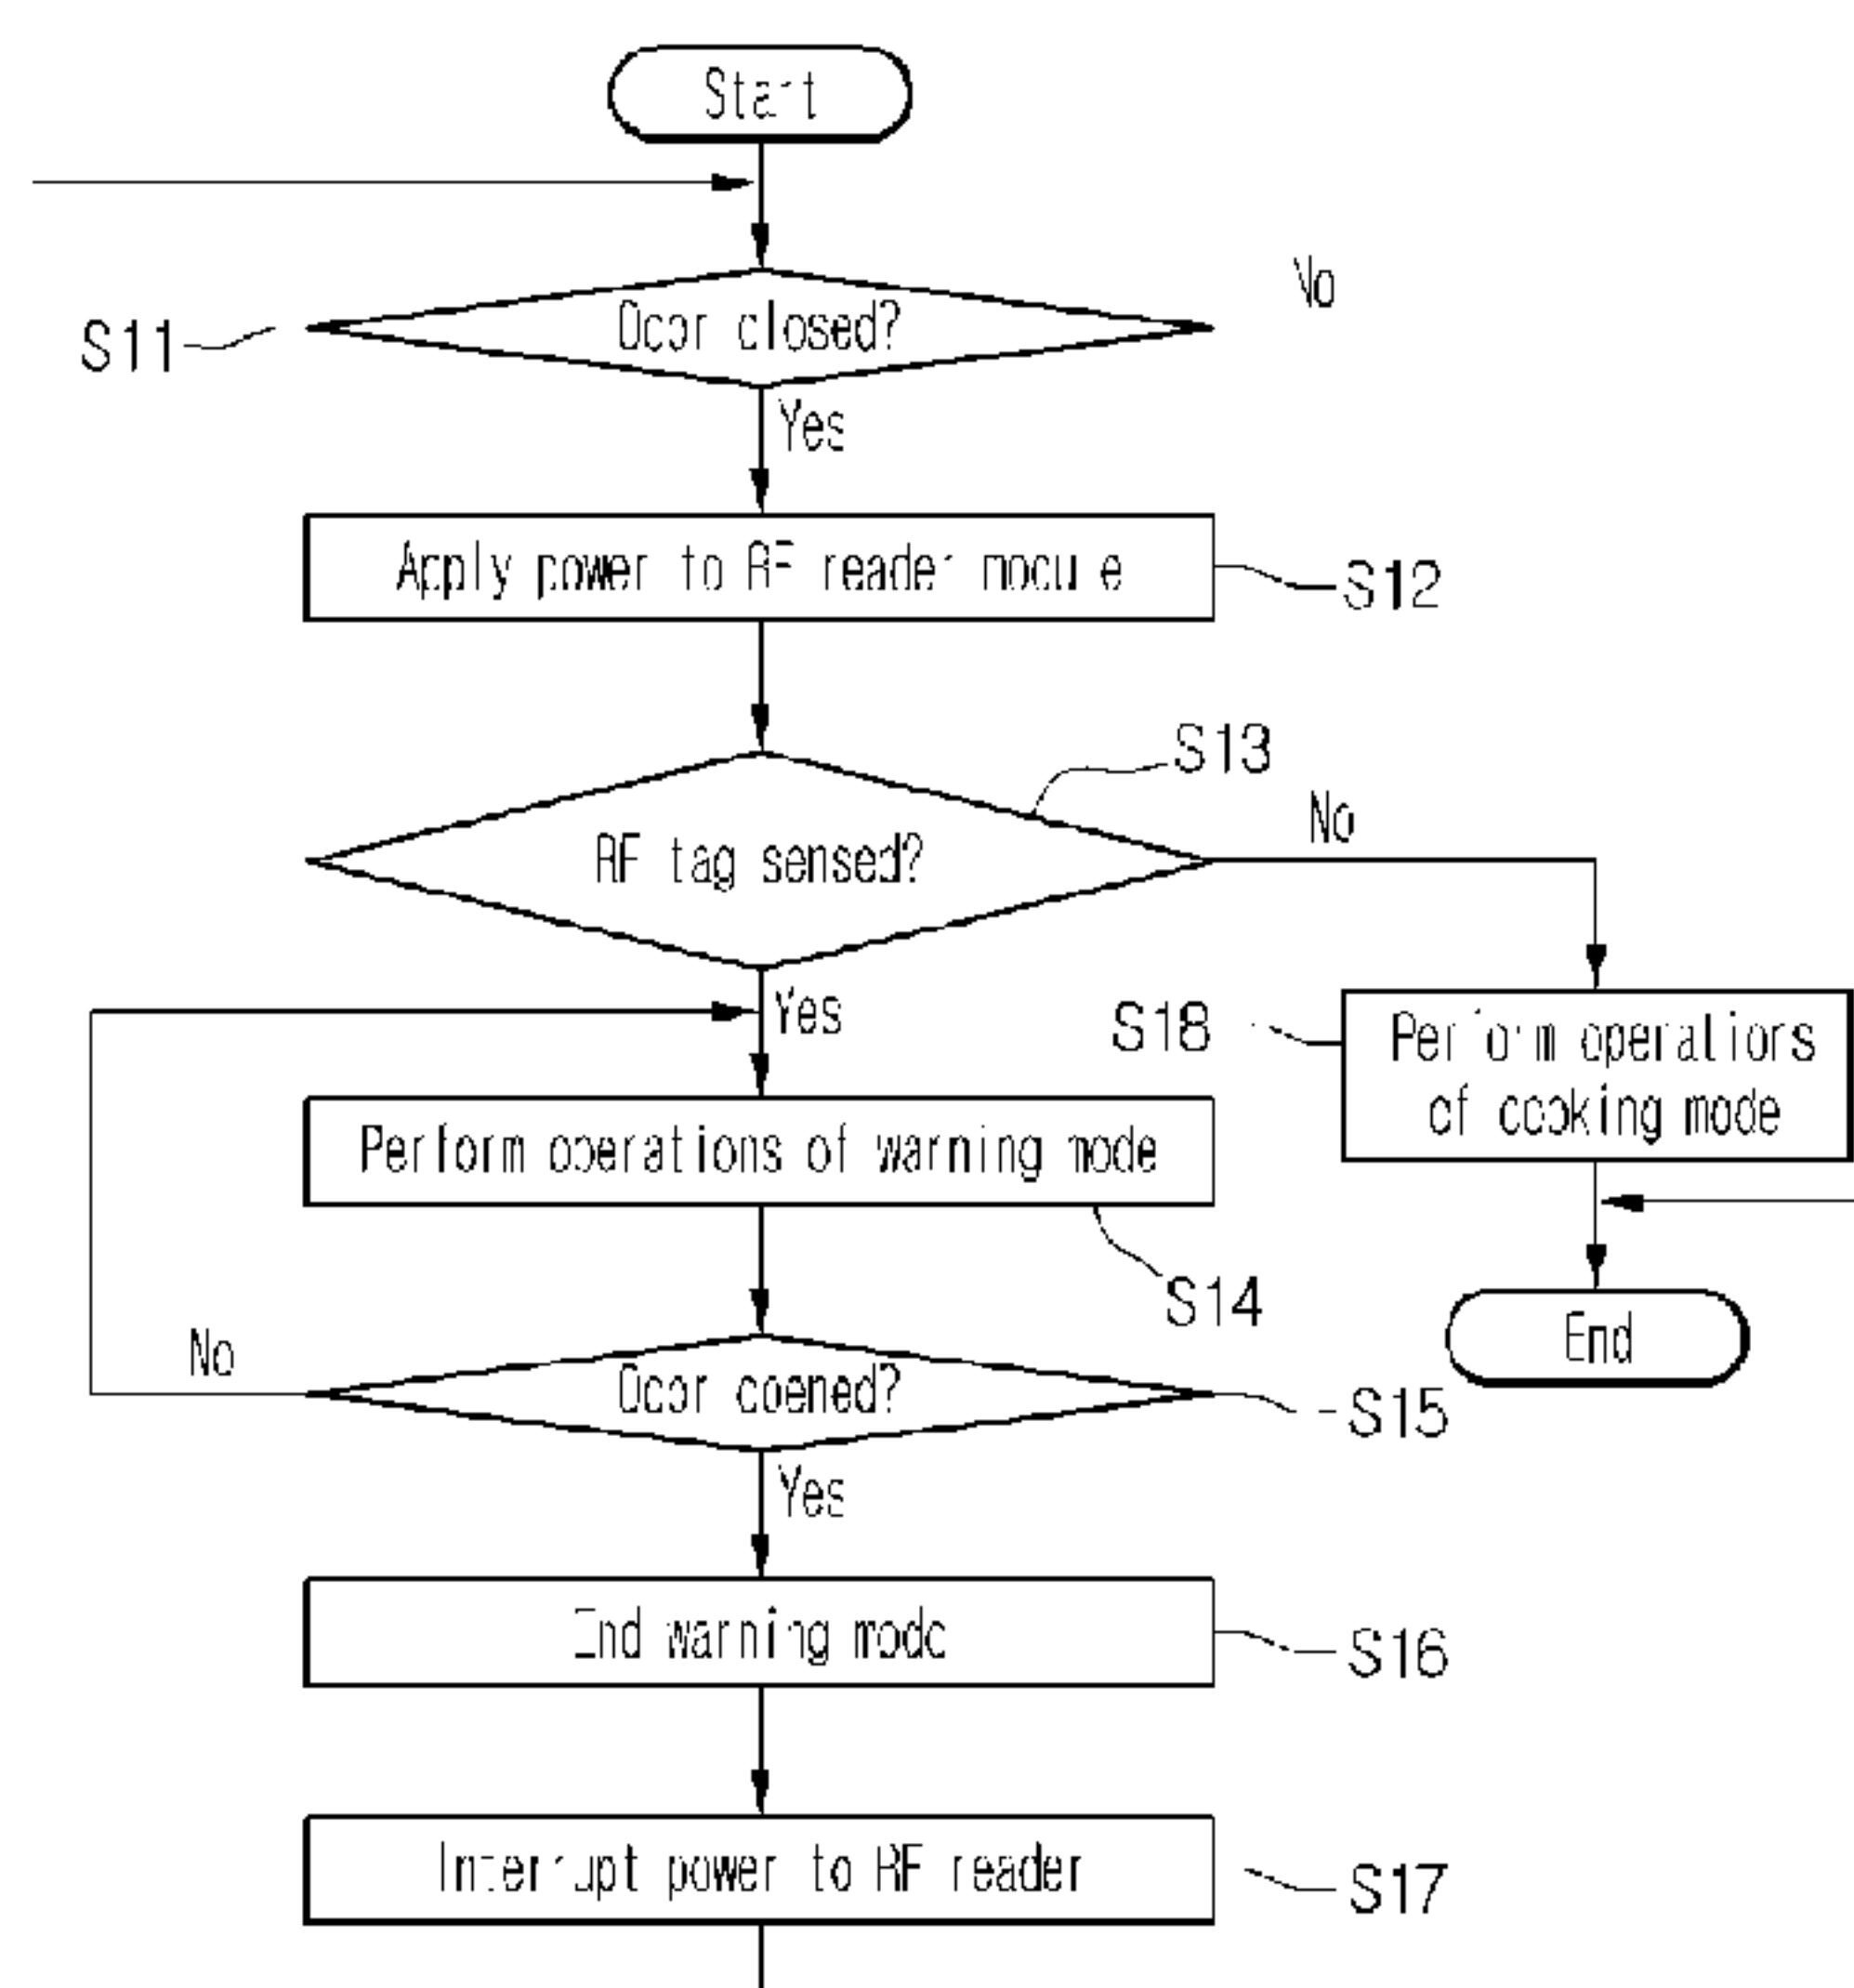 Start
No
S11
Door closed?
Yes
Apply power to RF reader module
S12
S13
No
RF tag sensed?
Yes
S18
Perform operations
of cooking mode
Perform operations of warning mode
S14
End
No
Door opened?
S15
Yes
End warning mode
S16
Interrupt power to RF reader
S17